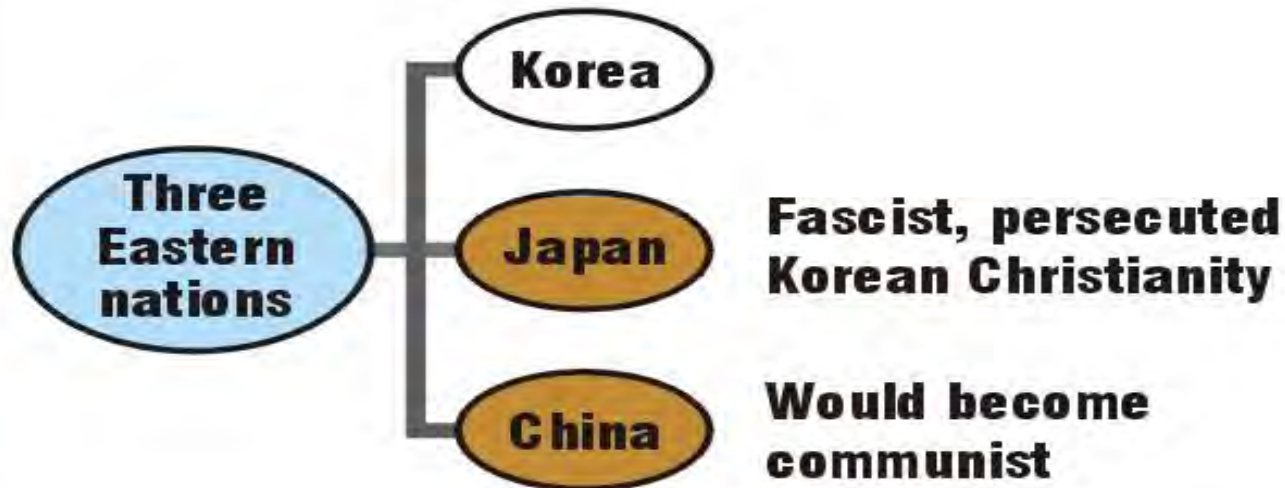 Korea
Three
Eastern
nations
Japan
Fascist, persecuted
Korean Christianity
China
Would become
communist